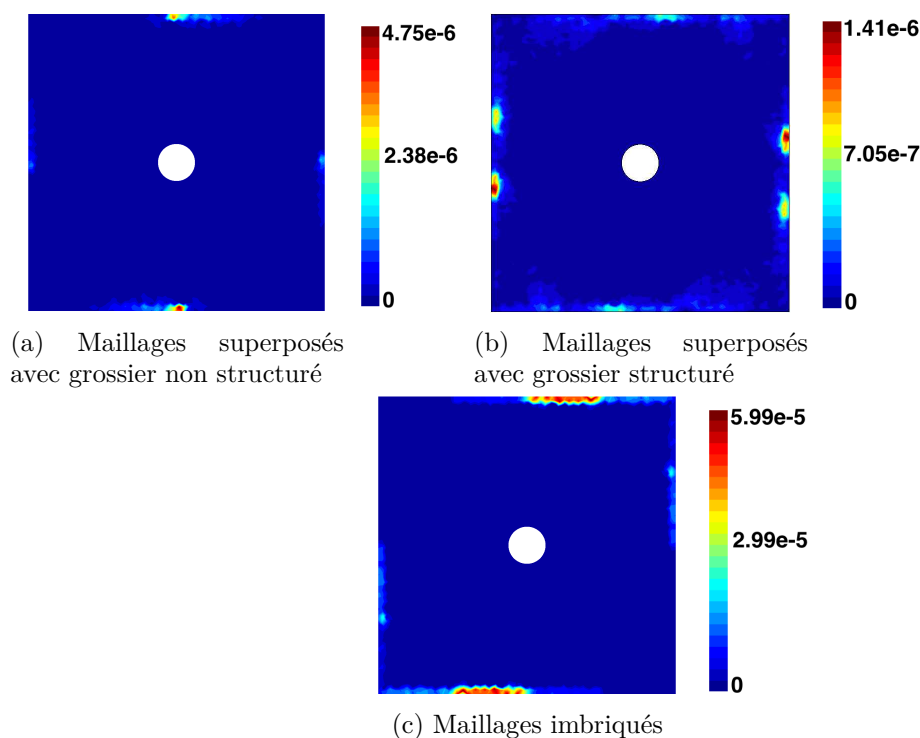 4.75e-6
2.38e-6
0
1.41e-6
7.05e-7
0
(a) Maillages superposés
avec grossier non structuré
(b) Maillages superposés
avec grossier structuré
5.99e-5
2.99e-5
0
(c) Maillages imbriqués